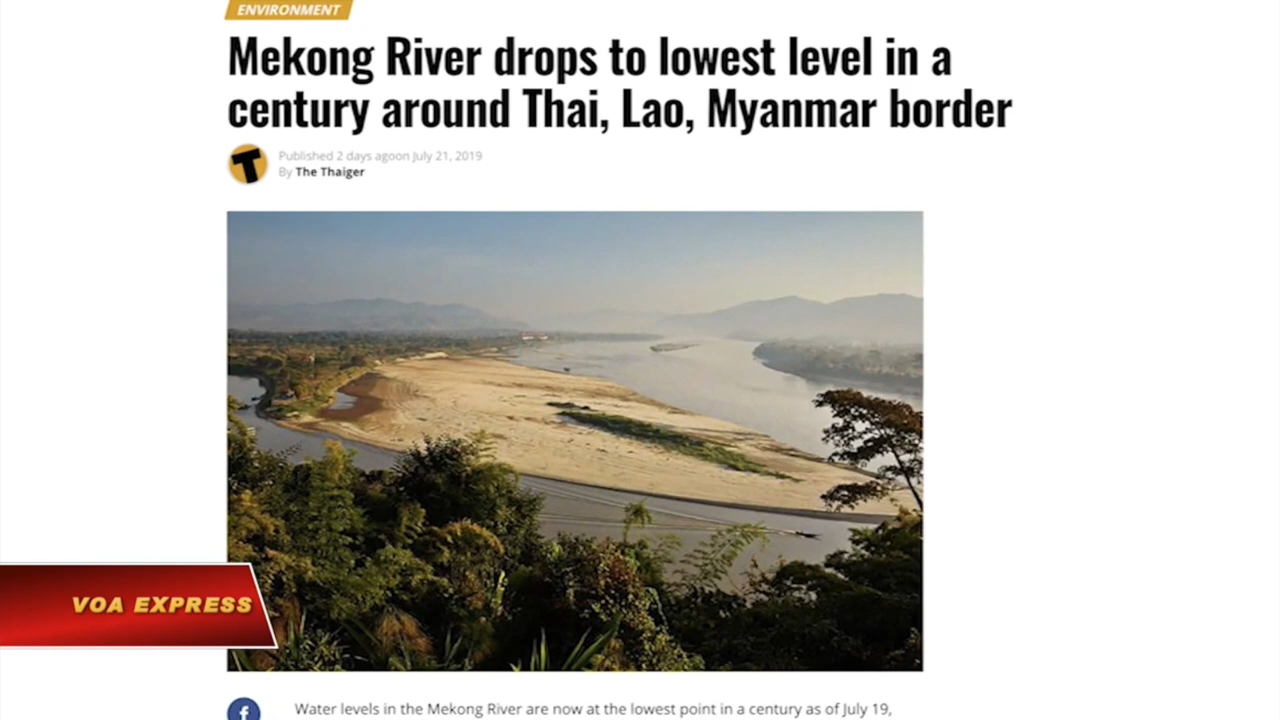 ENVIRONMENT
Mekong River drops to lowest level in a
century around Thai, Lao, Myanmar border
T
Published 2 days agoon July 21, 2019
By The Thaiger
VOA EXPRESS
f
Water levels in the Mekong River are now at the lowest point in a century as of July 19,